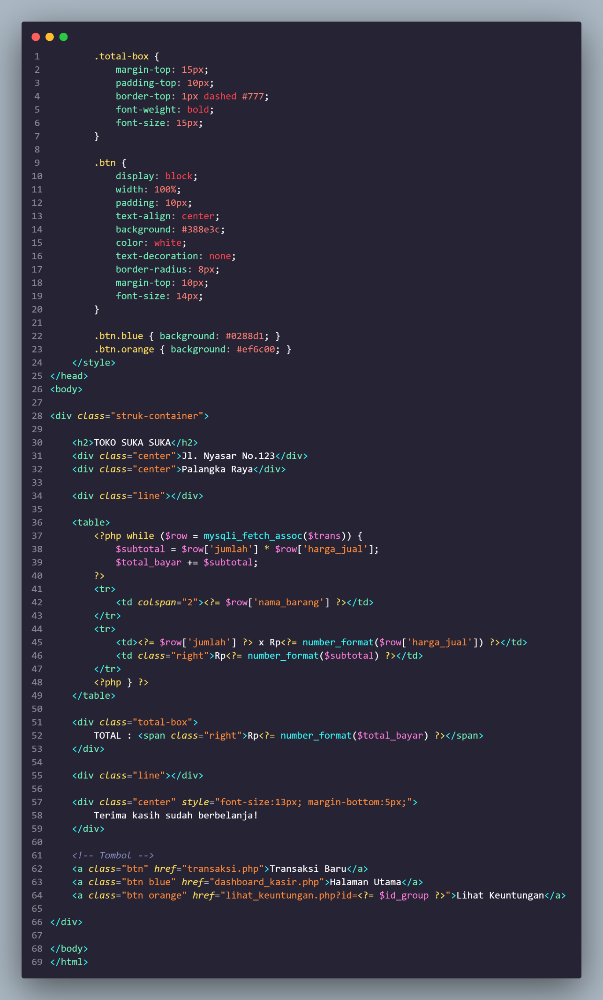 1 .total-box {
2 margin-top: 15px;
3 padding-top: 10px;
4 border-top: 1px dashed #777;
5 font-weight: bold;
6 font-size: 15px;
7 }
8
9 .btn {
10 display: block;
11 width: 100%;
12 padding: 10px;
13 text-align: center;
14 background: #388e3c;
15 color: white;
16 text-decoration: none;
17 border-radius: 8px;
18 margin-top: 10px;
19 font-size: 14px;
20 }
21
22 .btn.blue { background: #0288d1; }
23 .btn.orange { background: #ef6c00; }
24 </style>
25 </head>
26 <body>
27
28 <div class="struk-container">
29
30 <h2>TOKO SUKA SUKA</h2>
31 <div class="center">Jl. Nyasar No.123</div>
32 <div class="center">Palangka Raya</div>
33
34 <div class="line"></div>
35
36 <table>
37 <?php while ($row = mysqli_fetch_assoc($trans)) {
38 $subtotal = $row['jumlah'] * $row['harga_jual'];
39 $total_bayar += $subtotal;
40 ?>
41 <tr>
42 <td colspan="2"><?= $row['nama_barang'] ?></td>
43 </tr>
44 <tr>
45 <td><?= $row['jumlah'] ?> x Rp<?= number_format($row['harga_jual']) ?></td>
46 <td class="right">Rp<?= number_format($subtotal) ?></td>
47 </tr>
48 <?php } ?>
49 </table>
50
51 <div class="total-box">
52 TOTAL : <span class="right">Rp<?= number_format($total_bayar) ?></span>
53 </div>
54
55 <div class="line"></div>
56
57 <div class="center" style="font-size:13px; margin-bottom:5px;">
58 Terima kasih sudah berbelanja!
59 </div>
60
61 <!-- Tombol -->
62 <a class="btn" href="transaksi.php">Transaksi Baru</a>
63 <a class="btn blue" href="dashboard_kasir.php">Halaman Utama</a>
64 <a class="btn orange" href="lihat_keuntungan.php?id=<?= $id_group ?>">Lihat Keuntungan</a>
65
66 </div>
67
68 </body>
69 </html>